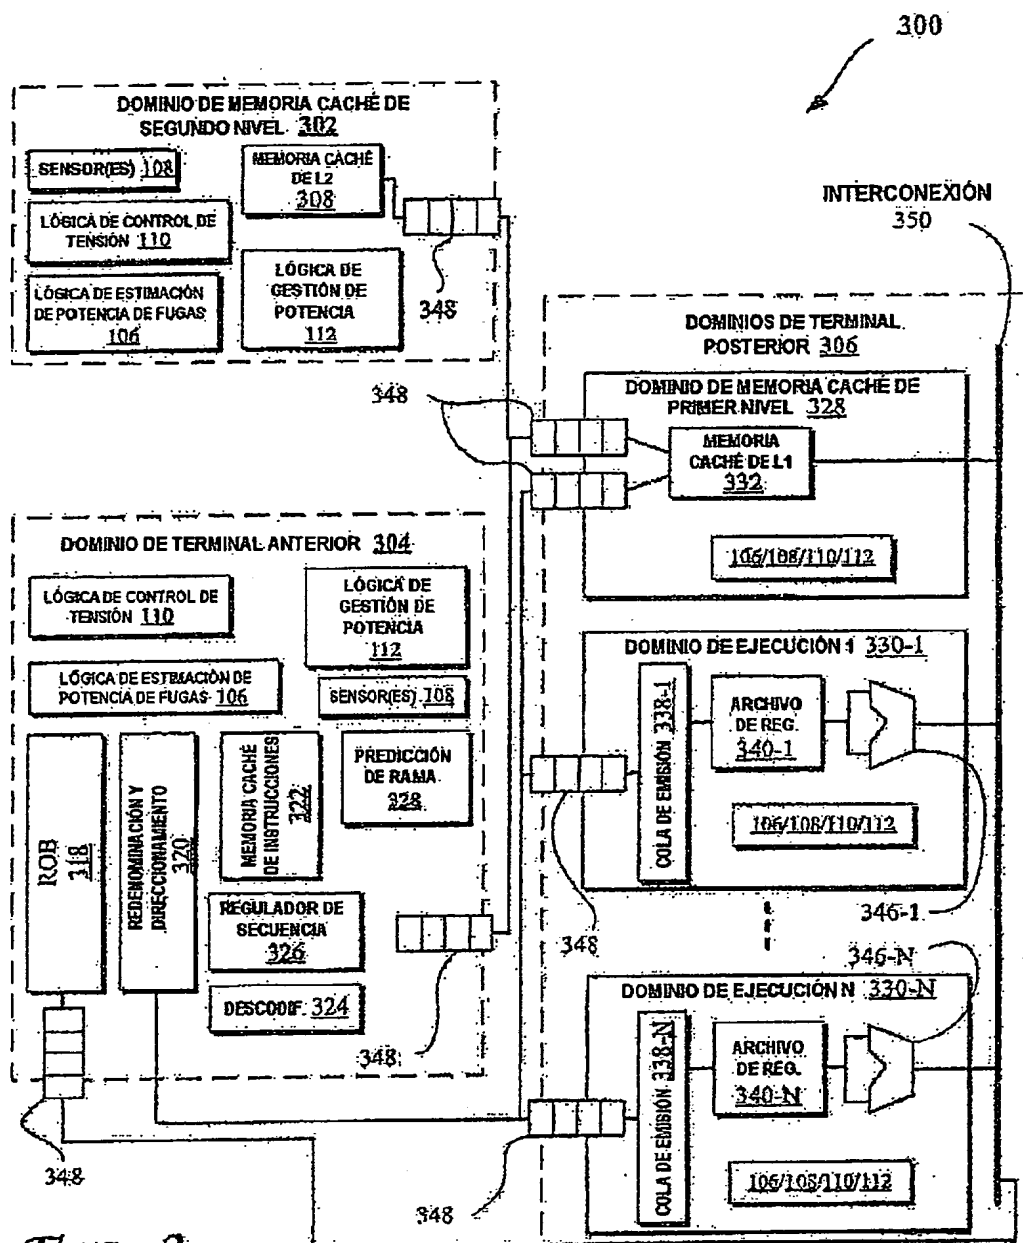 300
DOMINIO DE MEMORIA CACHÉ DE
SEGUNDO NIVEL 302
SENSOR(ES) 108
MEMORIA CACHÉ
DE L2
308
LÓGICA DE CONTROL DE
TENSIÓN 110
LÓGICA DE ESTIMACIÓN
DE POTENCIA DE FUGAS
106
LÓGICA DE
GESTIÓN DE
POTENCIA
112
348
INTERCONEXIÓN
350
DOMINIOS DE TERMINAL
POSTERIOR 306
348
DOMINIO DE MEMORIA CACHÉ DE
PRIMER NIVEL 328
MEMORIA
CACHÉ DE L1
332
106/108/110/112
DOMINIO DE TERMINAL ANTERIOR 304
LÓGICA DE CONTROL DE
TENSIÓN 110
LÓGICA DE
GESTIÓN DE
POTENCIA
112
LÓGICA DE ESTIMACIÓN DE
POTENCIA DE FUGAS 106
SENSOR(ES) 108
ROB
318
REDENOMINACIÓN Y
DIRECCIONAMIENTO
320
MEMORIA CACHÉ
DE INSTRUCCIONES
322
PREDICCIÓN
DE RAMA
328
REGULADOR DE
SECUENCIA
326
DESCODIF. 324
348
348
DOMINIO DE EJECUCIÓN 1 330-1
COLA DE EMISIÓN 338-1
ARCHIVO
DE REG.
340-1
106/108/110/112
348
346-1
346-N
DOMINIO DE EJECUCIÓN N 330-N
COLA DE EMISIÓN 338-N
ARCHIVO
DE REG.
340-N
106/108/110/112
348